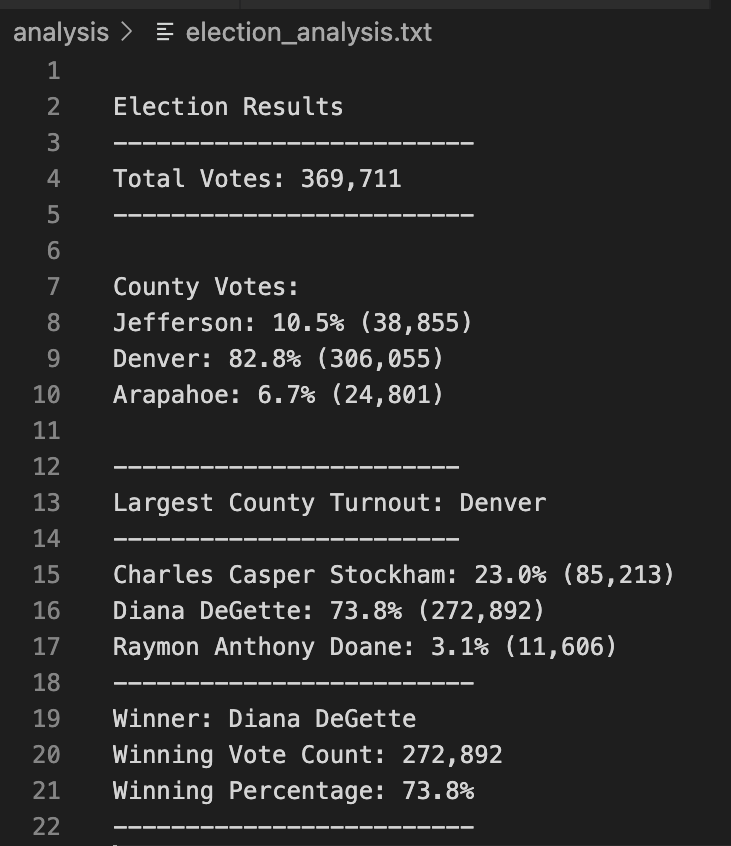 analysis > election_analysis.txt
1
2 Election Results
3 -------------------------
4 Total Votes: 369,711
5 -------------------------
6
7 County Votes:
8 Jefferson: 10.5% (38,855)
9 Denver: 82.8% (306,055)
10 Arapahoe: 6.7% (24,801)
11
12 ------------------------
13 Largest County Turnout: Denver
14 ------------------------
15 Charles Casper Stockham: 23.0% (85,213)
16 Diana DeGette: 73.8% (272,892)
17 Raymon Anthony Doane: 3.1% (11,606)
18 -------------------------
19 Winner: Diana DeGette
20 Winning Vote Count: 272,892
21 Winning Percentage: 73.8%
22 -------------------------